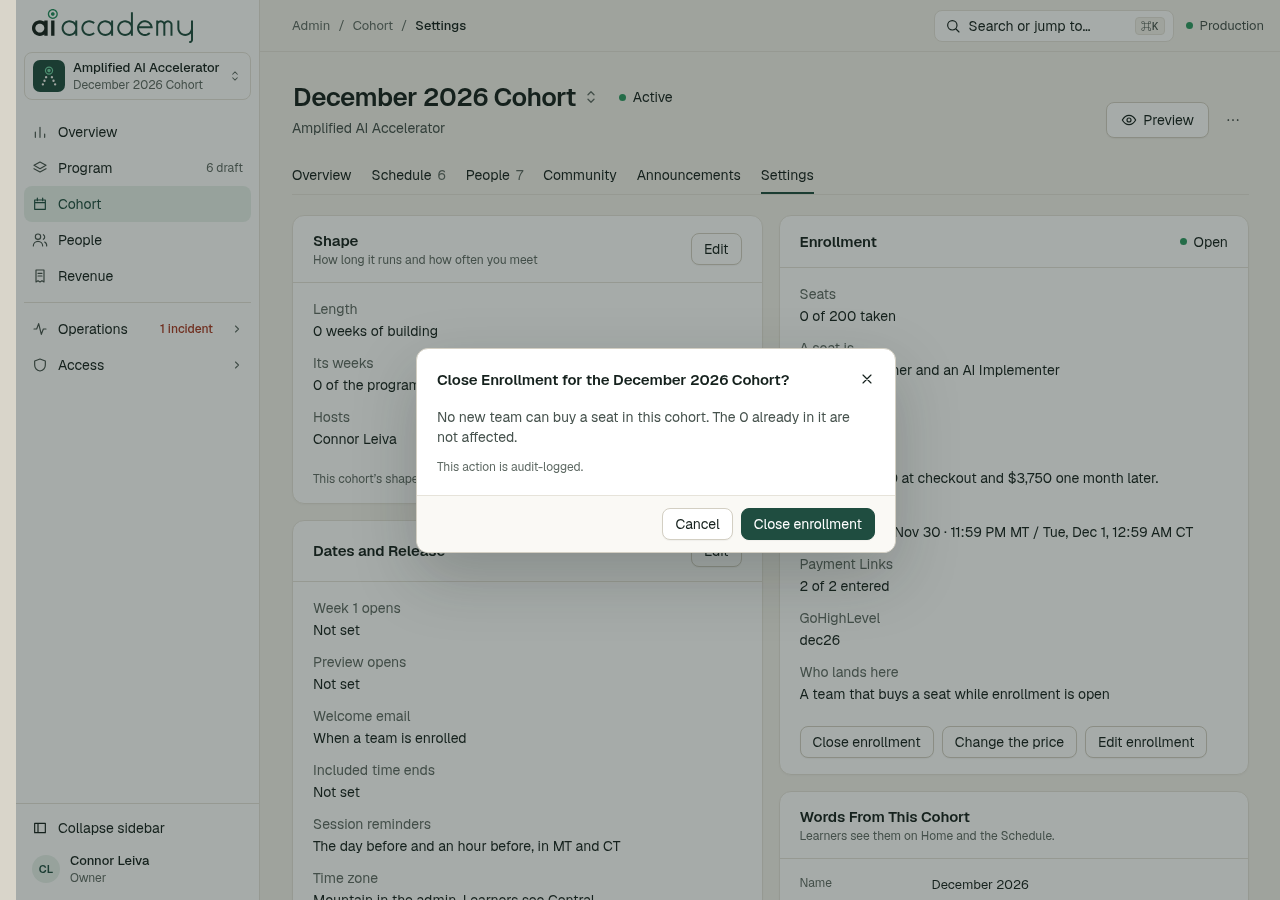 ai academy
Amplified AI Accelerator
December 2026 Cohort
Overview
Program
6 draft
Cohort
People
Revenue
Operations
1 incident
Access
Collapse sidebar
CL
Connor Leiva
Owner
Admin / Cohort / Settings
Search or jump to...
⌘K
Production
December 2026 Cohort
Active
Amplified AI Accelerator
Preview
Overview
Schedule 6
People 7
Community
Announcements
Settings
Shape
How long it runs and how often you meet
Edit
Length
0 weeks of building
Its weeks
0 of the program
Hosts
Connor Leiva
This cohort's shape
Dates and Release
Edit
Week 1 opens
Not set
Preview opens
Not set
Welcome email
When a team is enrolled
Included time ends
Not set
Session reminders
The day before and an hour before, in MT and CT
Time zone
Mountain in the admin. Learners see Central.
Enrollment
Open
Seats
0 of 200 taken
A seat is
and an AI Implementer
at checkout and $3,750 one month later.
Nov 30 · 11:59 PM MT / Tue, Dec 1, 12:59 AM CT
Payment Links
2 of 2 entered
GoHighLevel
dec26
Who lands here
A team that buys a seat while enrollment is open
Close enrollment
Change the price
Edit enrollment
Words From This Cohort
Learners see them on Home and the Schedule.
Name
December 2026
Close Enrollment for the December 2026 Cohort?
No new team can buy a seat in this cohort. The 0 already in it are
not affected.
This action is audit-logged.
Cancel
Close enrollment